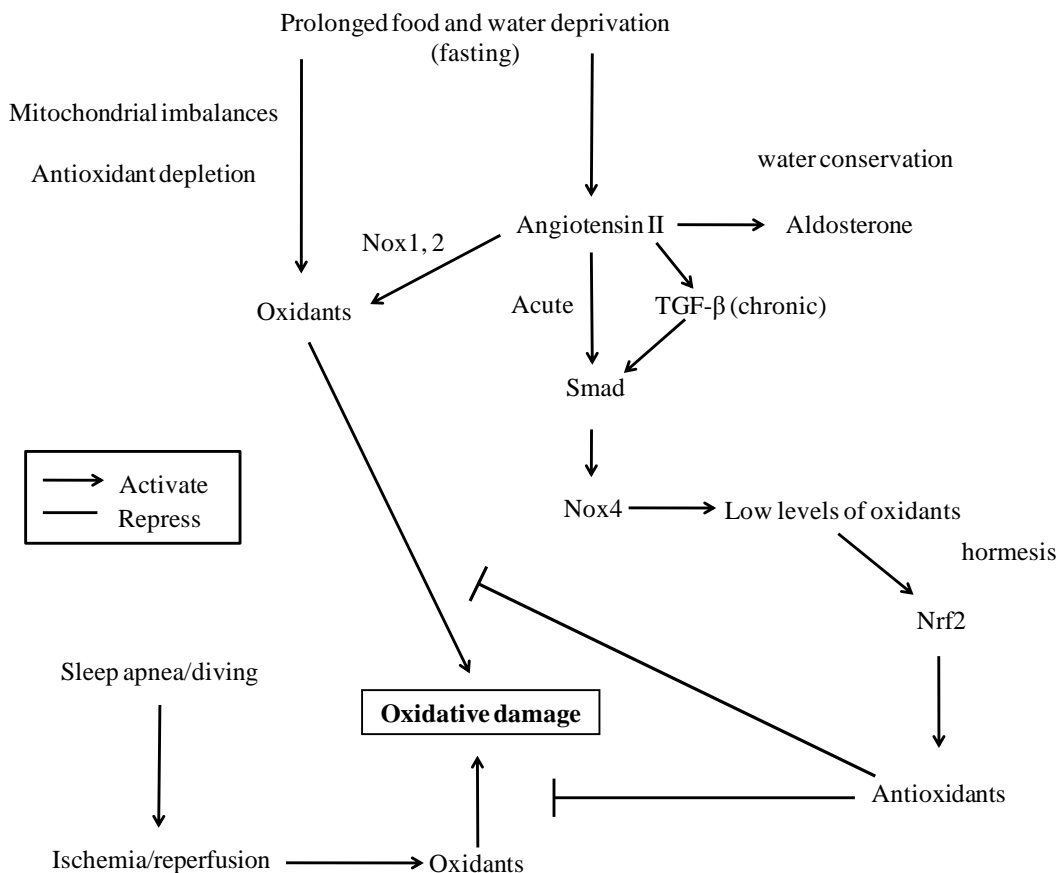 Prolonged food and water deprivation
(fasting)
Mitochondrial imbalances
Antioxidant depletion
water conservation
Angiotensin II
Aldosterone
Nox1, 2
Oxidants
Acute
TGF-β (chronic)
Smad
Activate
Repress
Nox4
Low levels of oxidants
hormesis
Nrf2
Sleep apnea/diving
Oxidative damage
Antioxidants
Ischemia/reperfusion
Oxidants